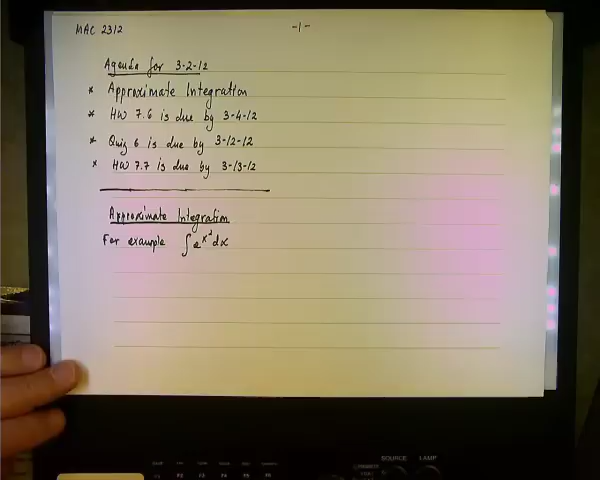 MAC 2312
-1-
Agenda for 3-2-12
* Approximate Integration
* HW 7.6 is due by 3-4-12
* Quiz 6 is due by 3-12-12
* HW 7.7 is due by 3-13-12
Approximate Integration
For example ∫e^x² dx
SOURCE LAMP